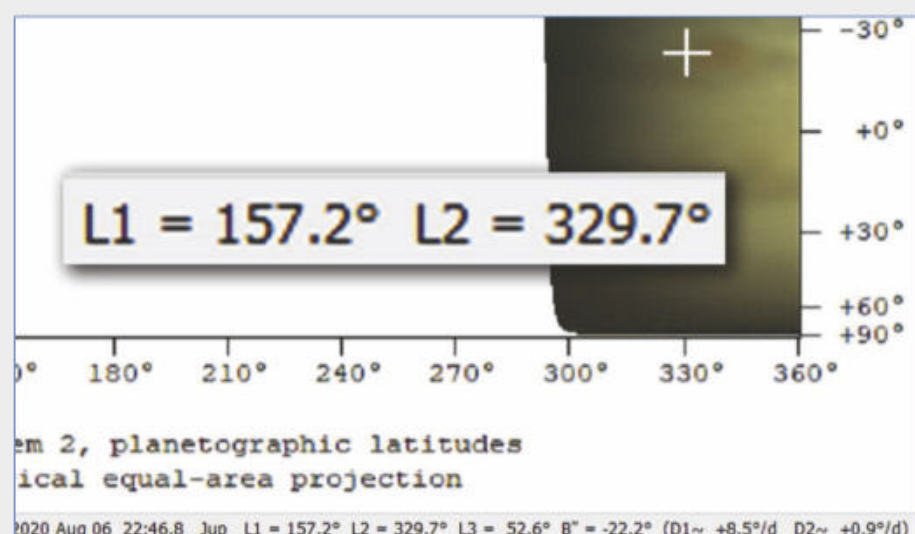 -30°
+0°
L1 = 157.2° L2 = 329.7°
+30°
+60°
+90°
0° 180° 210° 240° 270° 300° 330° 360°
em 2, planetographic latitudes
ical equal-area projection
2020 Aug 06 22:46.8 Jup L1 = 157.2° L2 = 329.7° L3 = 52.6° B" = -22.2° (D1~ +8.5°/d D2~ +0.9°/d)